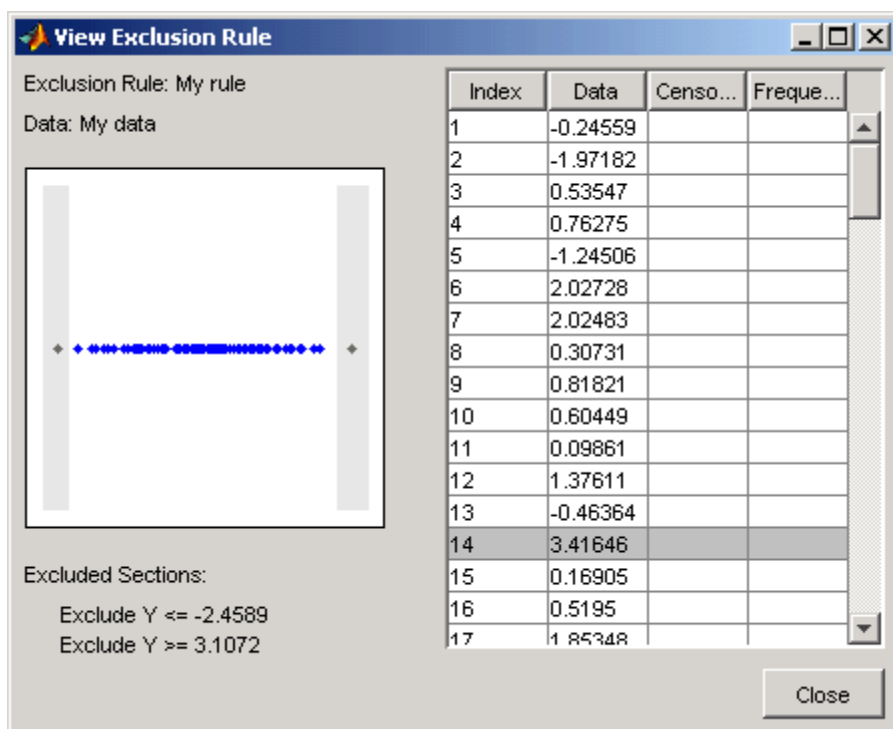 View Exclusion Rule
Exclusion Rule: My rule
Data: My data
Excluded Sections:
Exclude Y <= -2.4589
Exclude Y >= 3.1072
Index Data Censo... Freque...
1 -0.24559
2 -1.97182
3 0.53547
4 0.76275
5 -1.24506
6 2.02728
7 2.02483
8 0.30731
9 0.81821
10 0.60449
11 0.09861
12 1.37611
13 -0.46364
14 3.41646
15 0.16905
16 0.5195
17 1.85348
Close